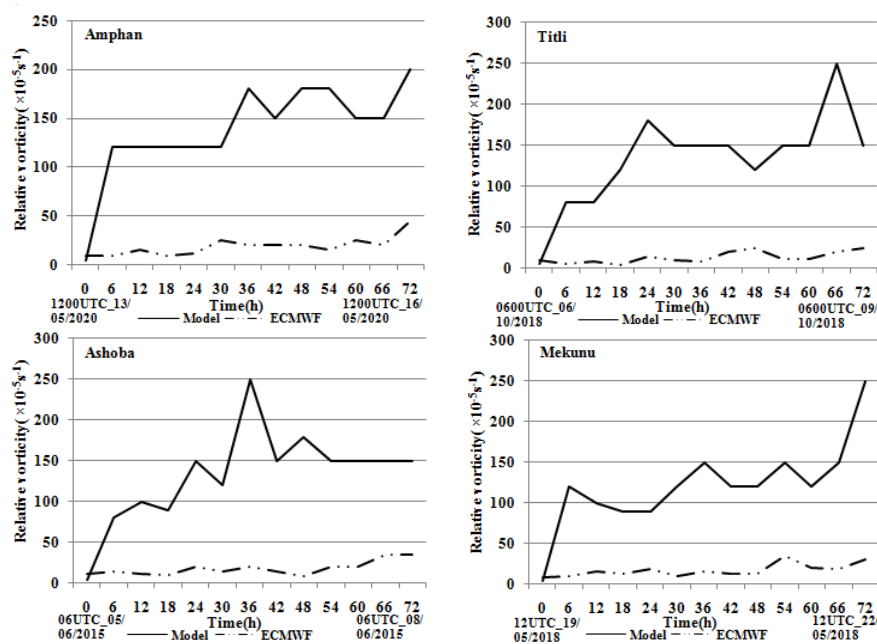 Amphan
Relative vorticity( ×10⁻⁵s⁻¹)
250
200
150
100
50
0
0 6 12 18 24 30 36 42 48 54 60 66 72
1200UTC_13/
05/2020
Time(h)
1200UTC_16/
05/2020
Model ECMWF
Titli
Relative vorticity( ×10⁻⁵s⁻¹)
300
250
200
150
100
50
0
0 6 12 18 24 30 36 42 48 54 60 66 72
0600UTC_06/
10/2018
Time(h)
0600UTC_09/
10/2018
Model ECMWF
Ashoba
Relative vorticity( ×10⁻⁵s⁻¹)
300
250
200
150
100
50
0
0 6 12 18 24 30 36 42 48 54 60 66 72
06UTC_05/
06/2015
Time(h)
06UTC_08/
06/2015
Model ECMWF
Mekunu
Relative vorticity( ×10⁻⁵s⁻¹)
300
250
200
150
100
50
0
0 6 12 18 24 30 36 42 48 54 60 66 72
12UTC_19/
05/2018
Time(h)
12UTC_22/
05/2018
Model ECMWF